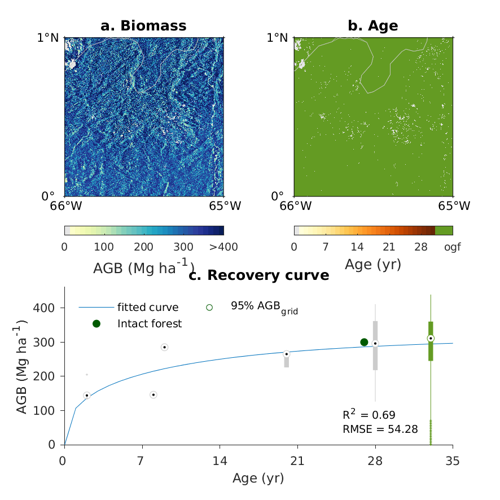 a. Biomass
b. Age
1°N
1°N
0°
0°
66°W
65°W
66°W
65°W
0 100 200 300 >400
AGB (Mg ha-1)
0 7 14 21 28 ogf
Age (yr)
c. Recovery curve
fitted curve
95% AGBgrid
Intact forest
AGB (Mg ha-1)
400
300
200
100
0
R2 = 0.69
RMSE = 54.28
0 7 14 21 28 35
Age (yr)